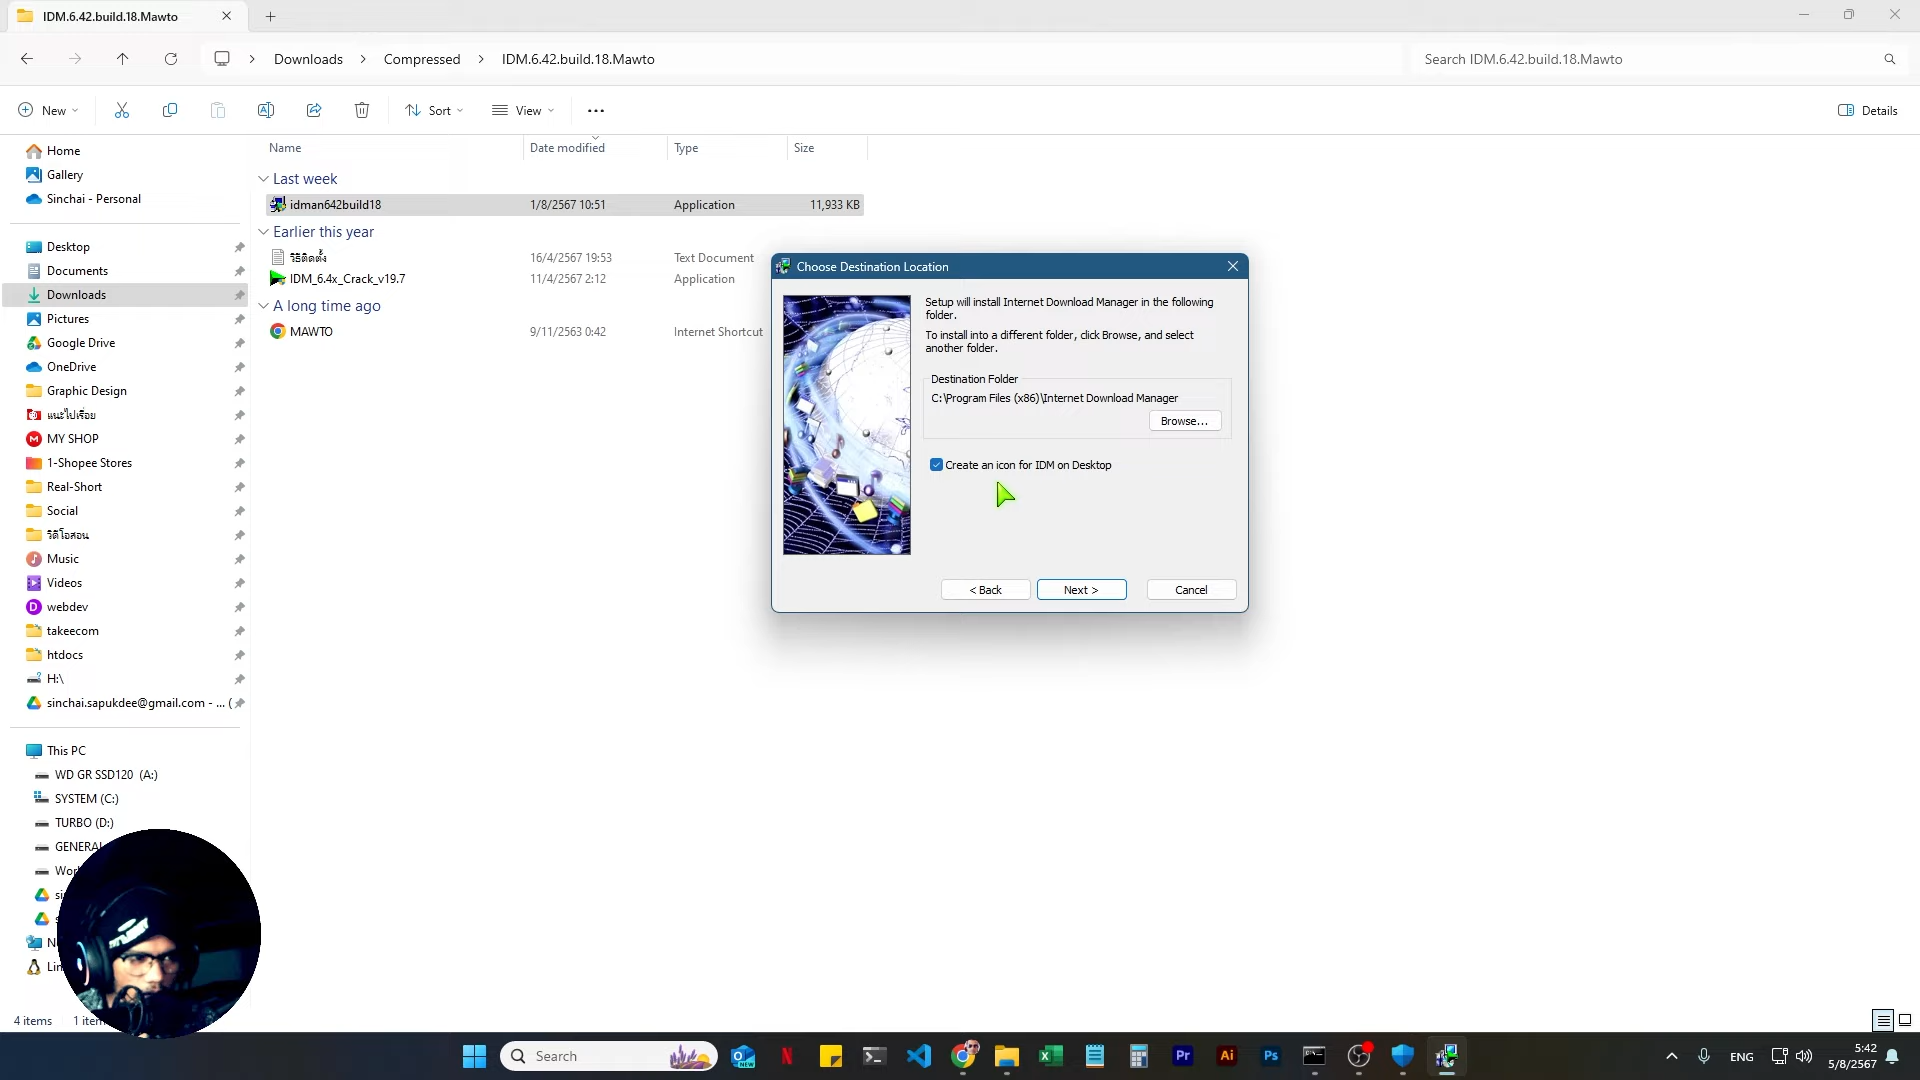 IDM.6.42.build.18.Mawto
Downloads
Compressed
IDM.6.42.build.18.Mawto
Search IDM.6.42.build.18.Mawto
New
Sort
View
Details
Name
Date modified
Type
Size
Last week
idman642build18
1/8/2567 10:51
Application
11,933 KB
Earlier this year
วิธีติดตั้ง
16/4/2567 19:53
Text Document
IDM_6.4x_Crack_v19.7
11/4/2567 2:12
Application
A long time ago
MAWTO
9/11/2563 0:42
Internet Shortcut
Home
Gallery
Sinchai - Personal
Desktop
Documents
Downloads
Pictures
Google Drive
OneDrive
Graphic Design
แนะไปเรื่อย
MY SHOP
1-Shopee Stores
Real-Short
Social
วิดีโอสอน
Music
Videos
webdev
takeecom
htdocs
H:\
sinchai.sapukdee@gmail.com - ... (
This PC
WD GR SSD120 (A:)
SYSTEM (C:)
TURBO (D:)
GENERAL
4 items
Choose Destination Location
Setup will install Internet Download Manager in the following
folder.
To install into a different folder, click Browse, and select
another folder.
Destination Folder
C:\Program Files (x86)\Internet Download Manager
Browse...
Create an icon for IDM on Desktop
< Back
Next >
Cancel
Search
NEW
N
Pr
Ai
Ps
ENG
5:42
5/8/2567